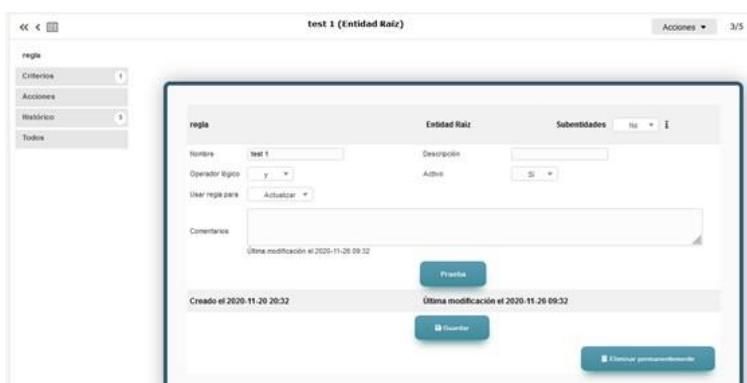 test 1 (Entidad Raíz)
Acciones
3/5
regla
Criterios 1
Acciones
Histórico 5
Todos
regla Entidad Raíz Subentidades No i
Nombre test 1 Descripción
Operador lógico y Activo Sí
Usar regla para Actualizar
Comentarios
Última modificación el 2020-11-26 09:32
Prueba
Creado el 2020-11-20 20:32 Última modificación el 2020-11-26 09:32
Guardar
Eliminar permanentemente